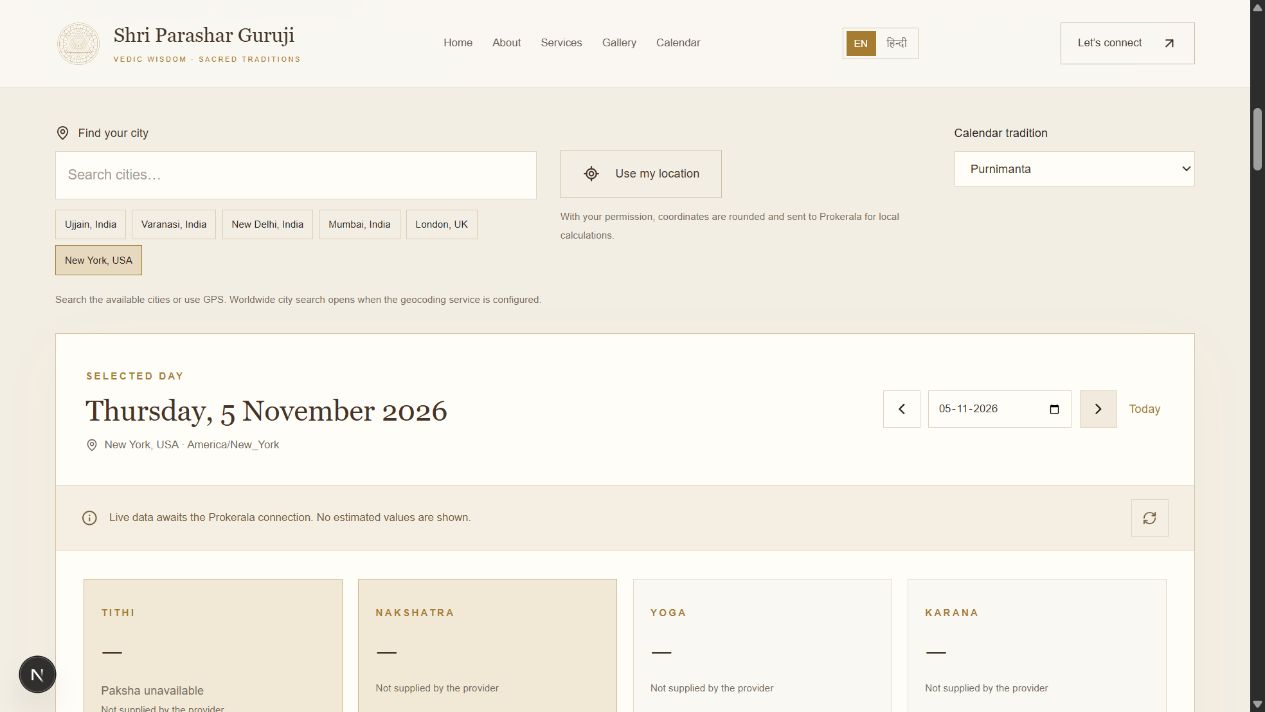 Shri Parashar Guruji
VEDIC WISDOM · SACRED TRADITIONS
Home About Services Gallery Calendar
EN हिन्दी
Let's connect
Find your city
Calendar tradition
Search cities…
Use my location
Purnimanta
With your permission, coordinates are rounded and sent to Prokerala for local
calculations.
Ujjain, India Varanasi, India New Delhi, India Mumbai, India London, UK
New York, USA
Search the available cities or use GPS. Worldwide city search opens when the geocoding service is configured.
SELECTED DAY
Thursday, 5 November 2026
05-11-2026
Today
New York, USA · America/New_York
Live data awaits the Prokerala connection. No estimated values are shown.
TITHI NAKSHATRA YOGA KARANA
— — — —
Paksha unavailable
Not supplied by the provider Not supplied by the provider Not supplied by the provider
Not supplied by the provider
N